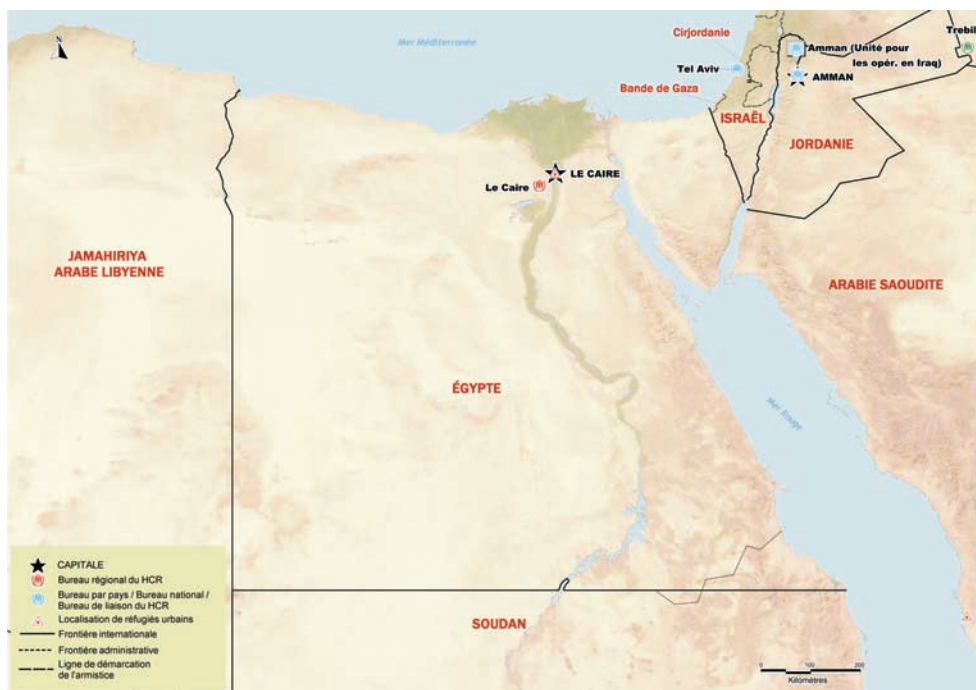 Mer Méditerranée
Cirjordanie
Tel Aviv
Bande de Gaza
Amman (Unité pour
les opér. en Iraq)
AMMAN
Trebil
ISRAËL
JORDANIE
LE CAIRE
Le Caire
JAMAHIRIYA
ARABE LIBYENNE
ARABIE SAOUDITE
ÉGYPTE
Mer Rouge
SOUDAN
CAPITALE
Bureau régional du HCR
Bureau par pays / Bureau national /
Bureau de liaison du HCR
Localisation de réfugiés urbains
Frontière internationale
Frontière administrative
Ligne de démarcation
de l'armistice
0 100 200
Kilomètres